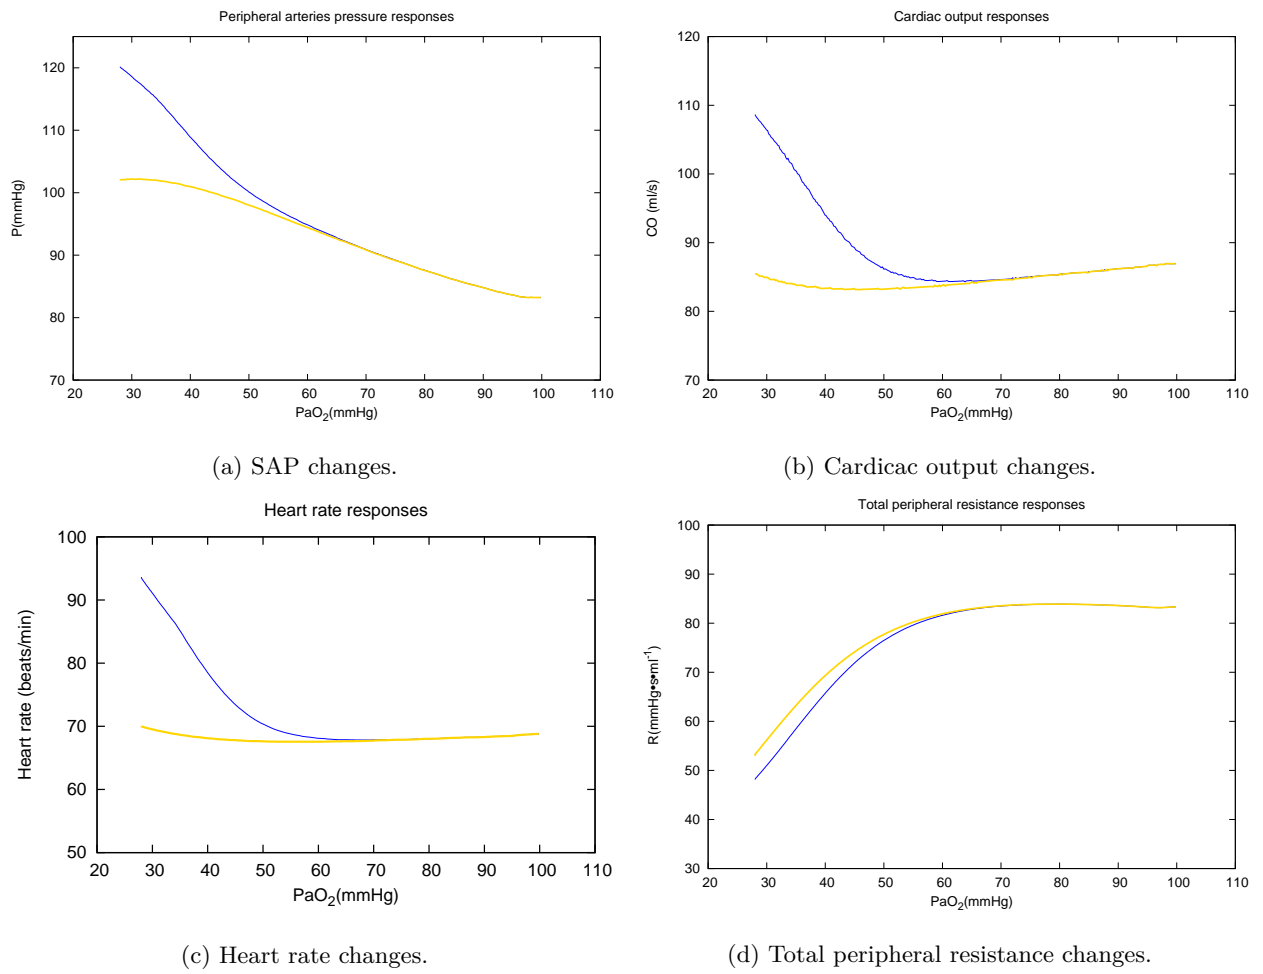 Peripheral arteries pressure responses
120
110
100
90
80
70
P(mmHg)
20 30 40 50 60 70 80 90 100 110
PaO2(mmHg)
(a) SAP changes.
Cardiac output responses
120
110
100
90
80
70
CO (ml/s)
20 30 40 50 60 70 80 90 100 110
PaO2(mmHg)
(b) Cardicac output changes.
Heart rate responses
100
90
80
70
60
50
Heart rate (beats/min)
20 30 40 50 60 70 80 90 100 110
PaO2(mmHg)
(c) Heart rate changes.
Total peripheral resistance responses
100
90
80
70
60
50
40
30
R(mmHg•s•ml-1)
20 30 40 50 60 70 80 90 100 110
PaO2(mmHg)
(d) Total peripheral resistance changes.